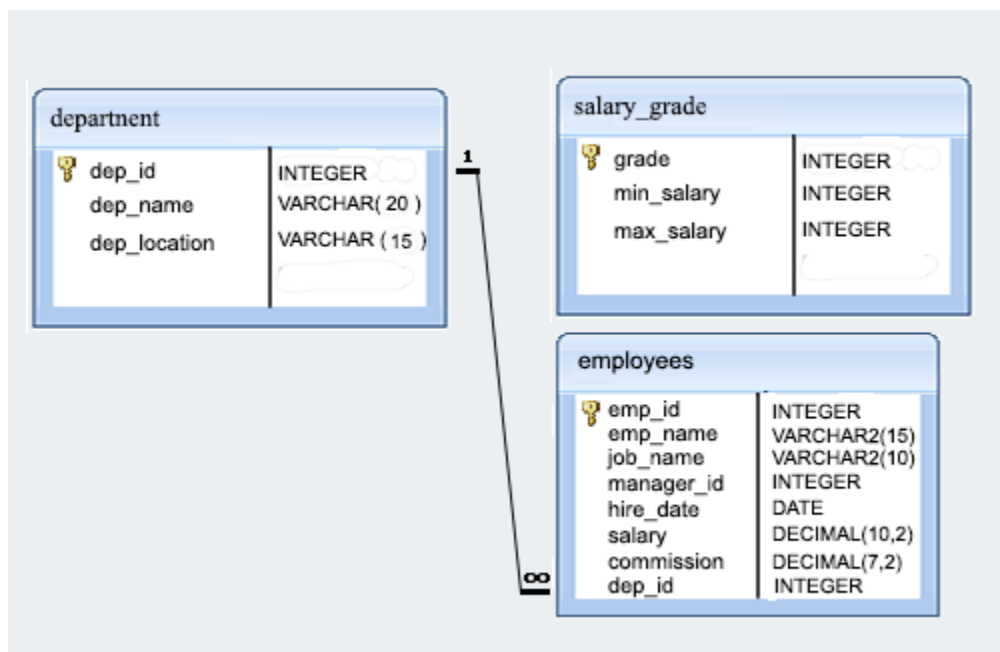 departnent
dep_id INTEGER
dep_name VARCHAR( 20 )
dep_location VARCHAR ( 15 )
1
salary_grade
grade INTEGER
min_salary INTEGER
max_salary INTEGER
employees
emp_id INTEGER
emp_name VARCHAR2(15)
job_name VARCHAR2(10)
manager_id INTEGER
hire_date DATE
salary DECIMAL(10,2)
commission DECIMAL(7,2)
dep_id INTEGER
∞